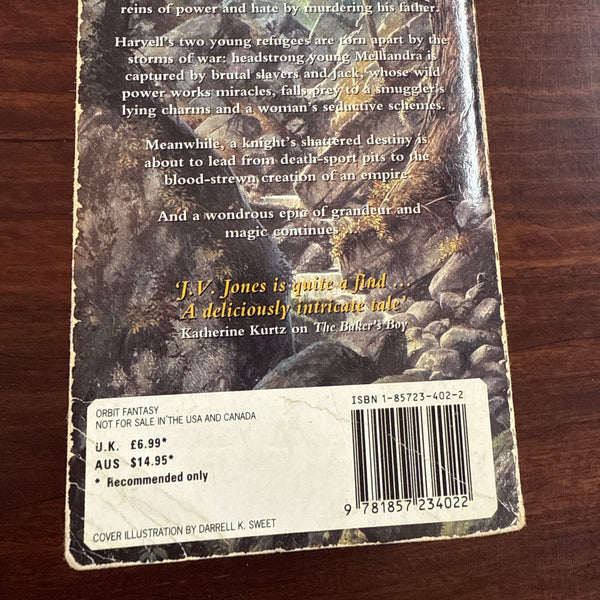 reins of power and hate by murdering his father.
Harvell's two young refugees are torn apart by the
storms of war: headstrong young Melliandra is
captured by brutal slavers and Jack, whose wild
power works miracles, falls prey to a smuggler's
lying charms and a woman's seductive schemes.
Meanwhile, a knight's shattered destiny is
about to lead from death-sport pits to the
blood-strewn creation of an empire.
And a wondrous epic of grandeur and
magic continues ...
'J.V. Jones is quite a find ...
A deliciously intricate tale'
Katherine Kurtz on The Baker's Boy
ORBIT FANTASY
NOT FOR SALE IN THE USA AND CANADA
U.K. £6.99*
AUS $14.95*
* Recommended only
COVER ILLUSTRATION BY DARRELL K. SWEET
ISBN 1-85723-402-2
9 781857 234022